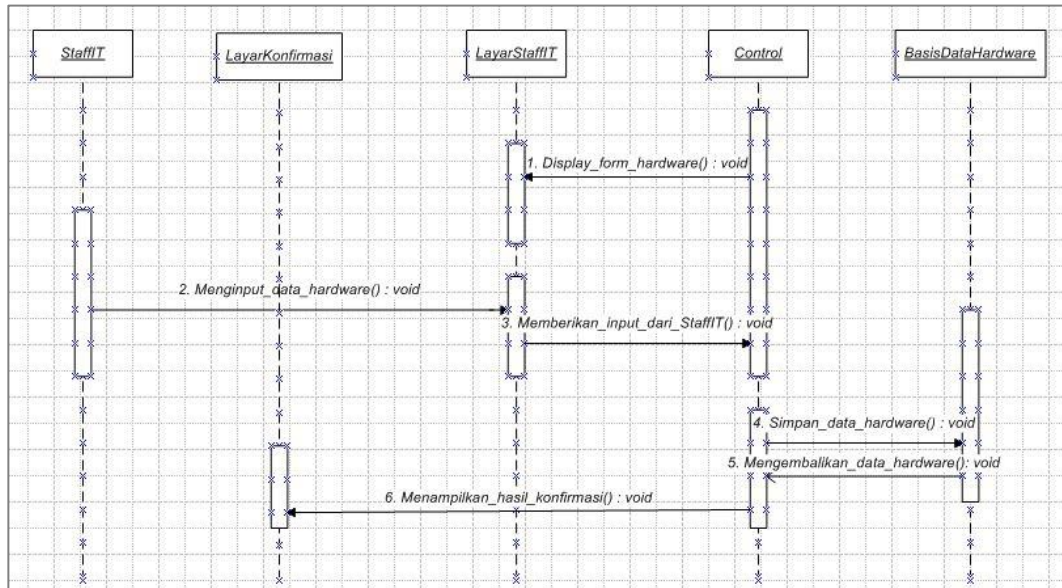 StaffIT
LayarKonfirmasi
LayarStaffIT
Control
BasisDataHardware
1. Display_form_hardware() : void
2. Menginput_data_hardware() : void
3. Memberikan_input_dari_StaffIT() : void
4. Simpan_data_hardware() : void
5. Mengembalikan_data_hardware(): void
6. Menampilkan_hasil_konfirmasi() : void